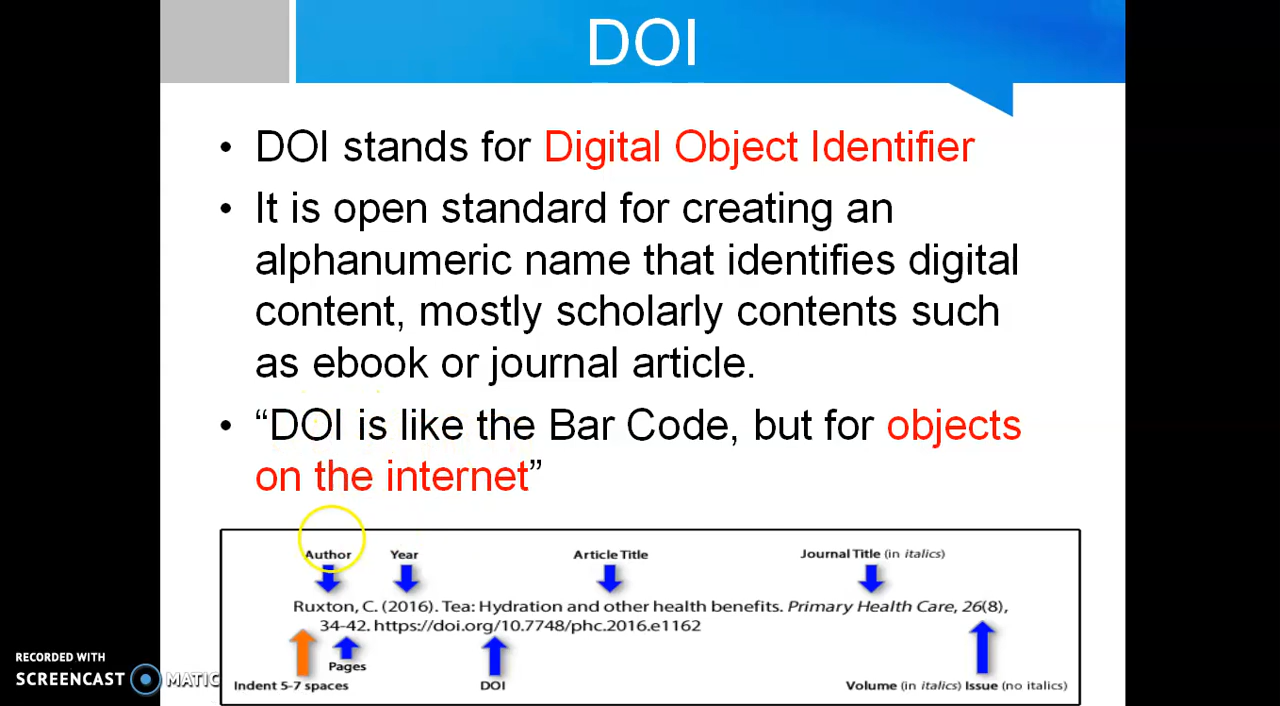 DOI
• DOI stands for Digital Object Identifier
• It is open standard for creating an
alphanumeric name that identifies digital
content, mostly scholarly contents such
as ebook or journal article.
• “DOI is like the Bar Code, but for objects
on the internet”
Author Year Article Title Journal Title (in italics)
Ruxton, C. (2016). Tea: Hydration and other health benefits. Primary Health Care, 26(8),
34-42. https://doi.org/10.7748/phc.2016.e1162
Pages
Indent 5-7 spaces DOI Volume (in italics) Issue (no italics)
RECORDED WITH
SCREENCAST MATIC